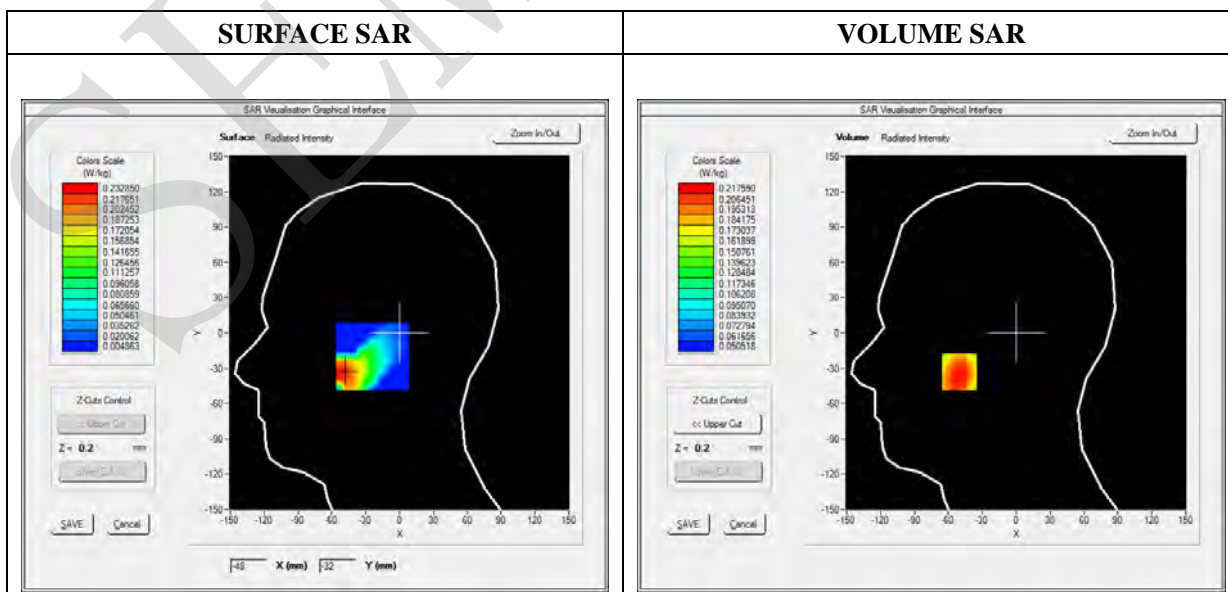 SURFACE SAR
VOLUME SAR
SAR Visualisation Graphical Interface
Surface Radiated Intensity
Zoom In/Out
Colors Scale
(W/kg)
0.232850
0.217651
0.202452
0.187253
0.172054
0.156854
0.141655
0.126456
0.111257
0.096058
0.080859
0.065660
0.050461
0.035262
0.020062
0.004863
150
120
90
60
30
0
-30
-60
-90
-120
-150
Y
-150 -120 -90 -60 -30 0 30 60 90 120 150
X
Z-Cuts Control
<< Upper Cut
Z = 0.2 mm
SAVE Cancel
-48 X (mm) -32 Y (mm)
SAR Visualisation Graphical Interface
Volume Radiated Intensity
Zoom In/Out
Colors Scale
(W/kg)
0.217590
0.206451
0.195313
0.184175
0.173037
0.161899
0.150761
0.139623
0.128484
0.117346
0.106208
0.095070
0.083932
0.072794
0.061656
0.050518
150
120
90
60
30
0
-30
-60
-90
-120
-150
Y
-150 -120 -90 -60 -30 0 30 60 90 120 150
X
Z-Cuts Control
<< Upper Cut
Z = 0.2 mm
SAVE Cancel